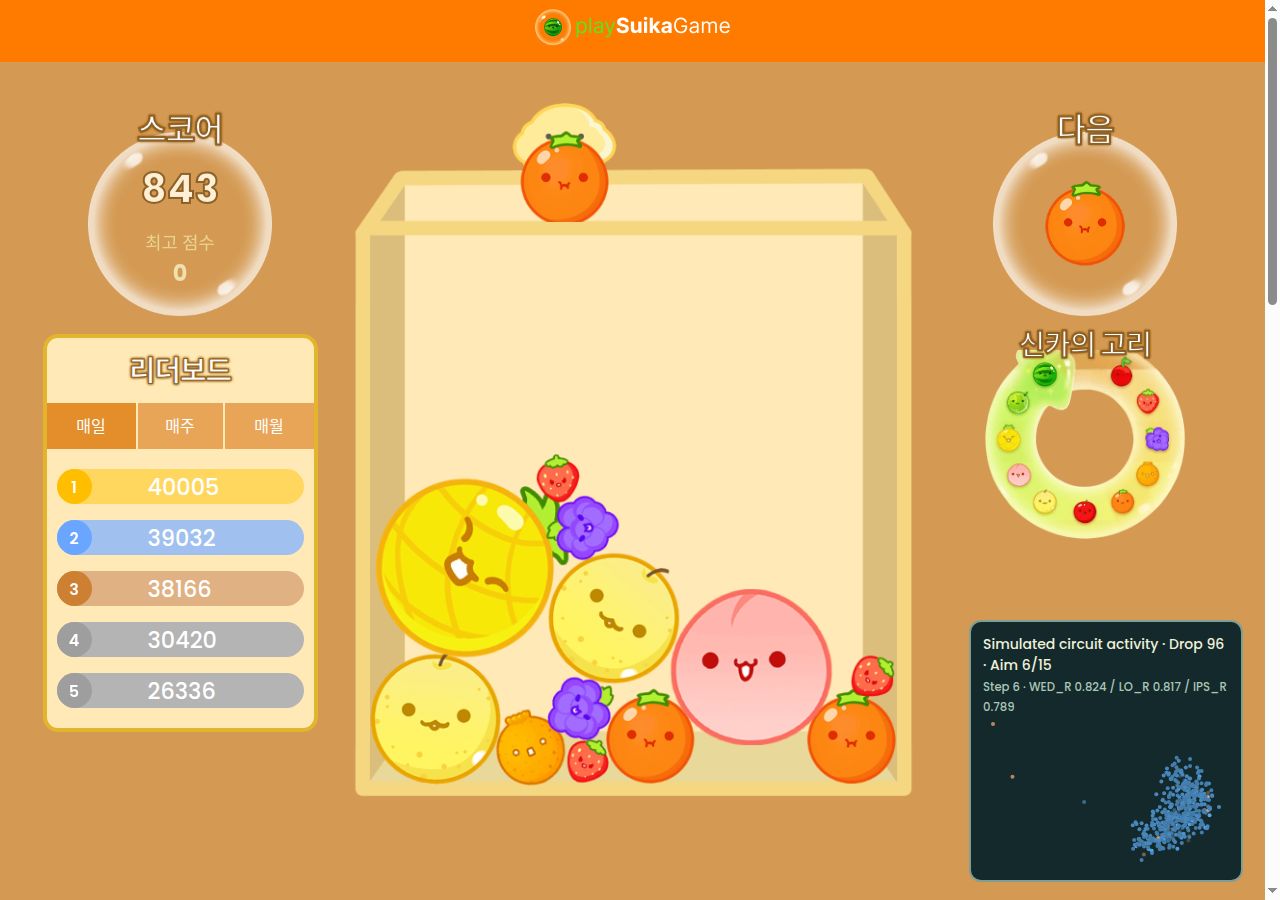 playSuikaGame
스코어
843
최고 점수
0
리더보드
매일 매주 매월
1 40005
2 39032
3 38166
4 30420
5 26336
다음
신카의 고리
Simulated circuit activity · Drop 96
· Aim 6/15
Step 6 · WED_R 0.824 / LO_R 0.817 / IPS_R
0.789